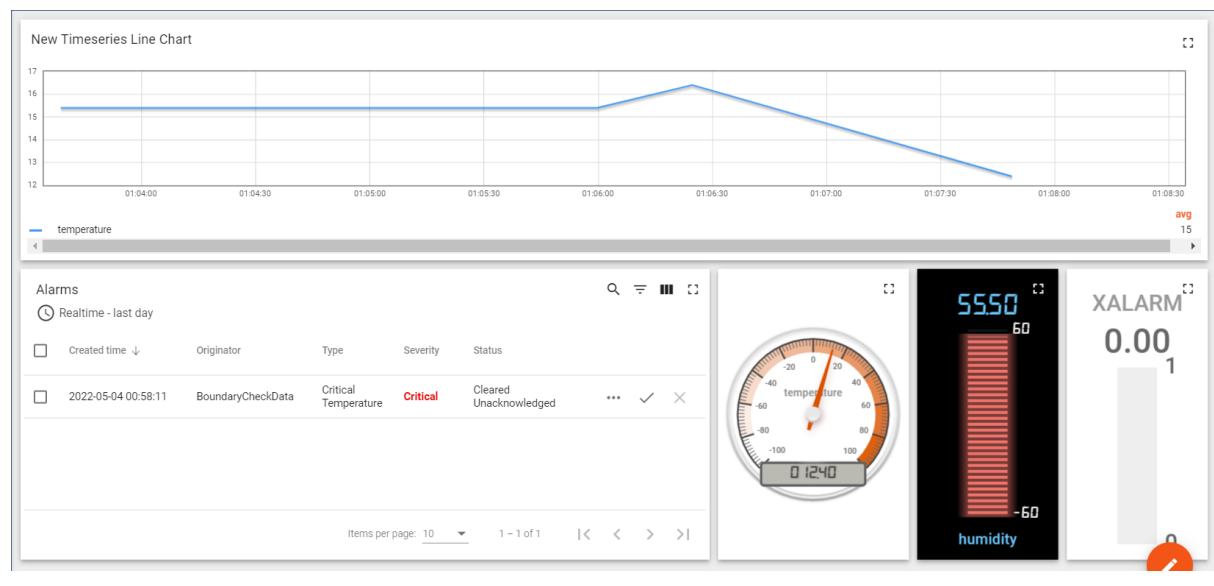 New Timeseries Line Chart
17
16
15
14
13
12
01:04:00 01:04:30 01:05:00 01:05:30 01:06:00 01:06:30 01:07:00 01:07:30 01:08:00 01:08:30
avg
temperature 15
Alarms
Realtime - last day
Created time ↓ Originator Type Severity Status
2022-05-04 00:58:11 BoundaryCheckData Critical Temperature Critical Cleared Unacknowledged
Items per page: 10 1 – 1 of 1
-100
-80
-60
-40
-20
0
20
40
60
80
100
temperature
012.40
55.50
60
-60
humidity
XALARM
0.00
1
0